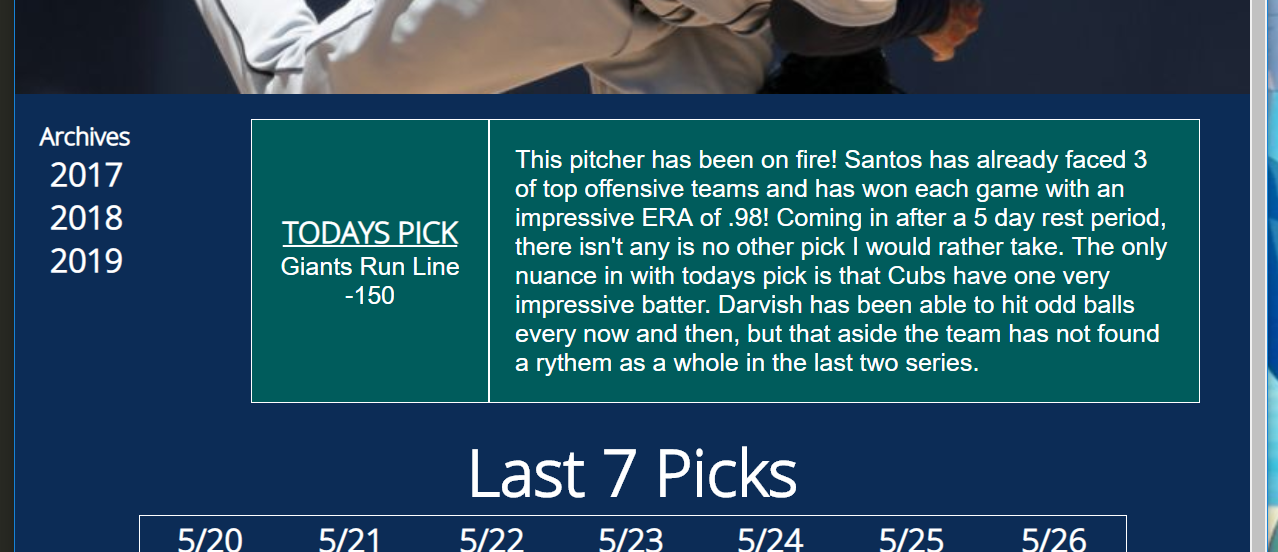 Archives
2017
2018
2019
TODAYS PICK
Giants Run Line
-150
This pitcher has been on fire! Santos has already faced 3
of top offensive teams and has won each game with an
impressive ERA of .98! Coming in after a 5 day rest period,
there isn't any is no other pick I would rather take. The only
nuance in with todays pick is that Cubs have one very
impressive batter. Darvish has been able to hit odd balls
every now and then, but that aside the team has not found
a rythem as a whole in the last two series.
Last 7 Picks
5/20 5/21 5/22 5/23 5/24 5/25 5/26